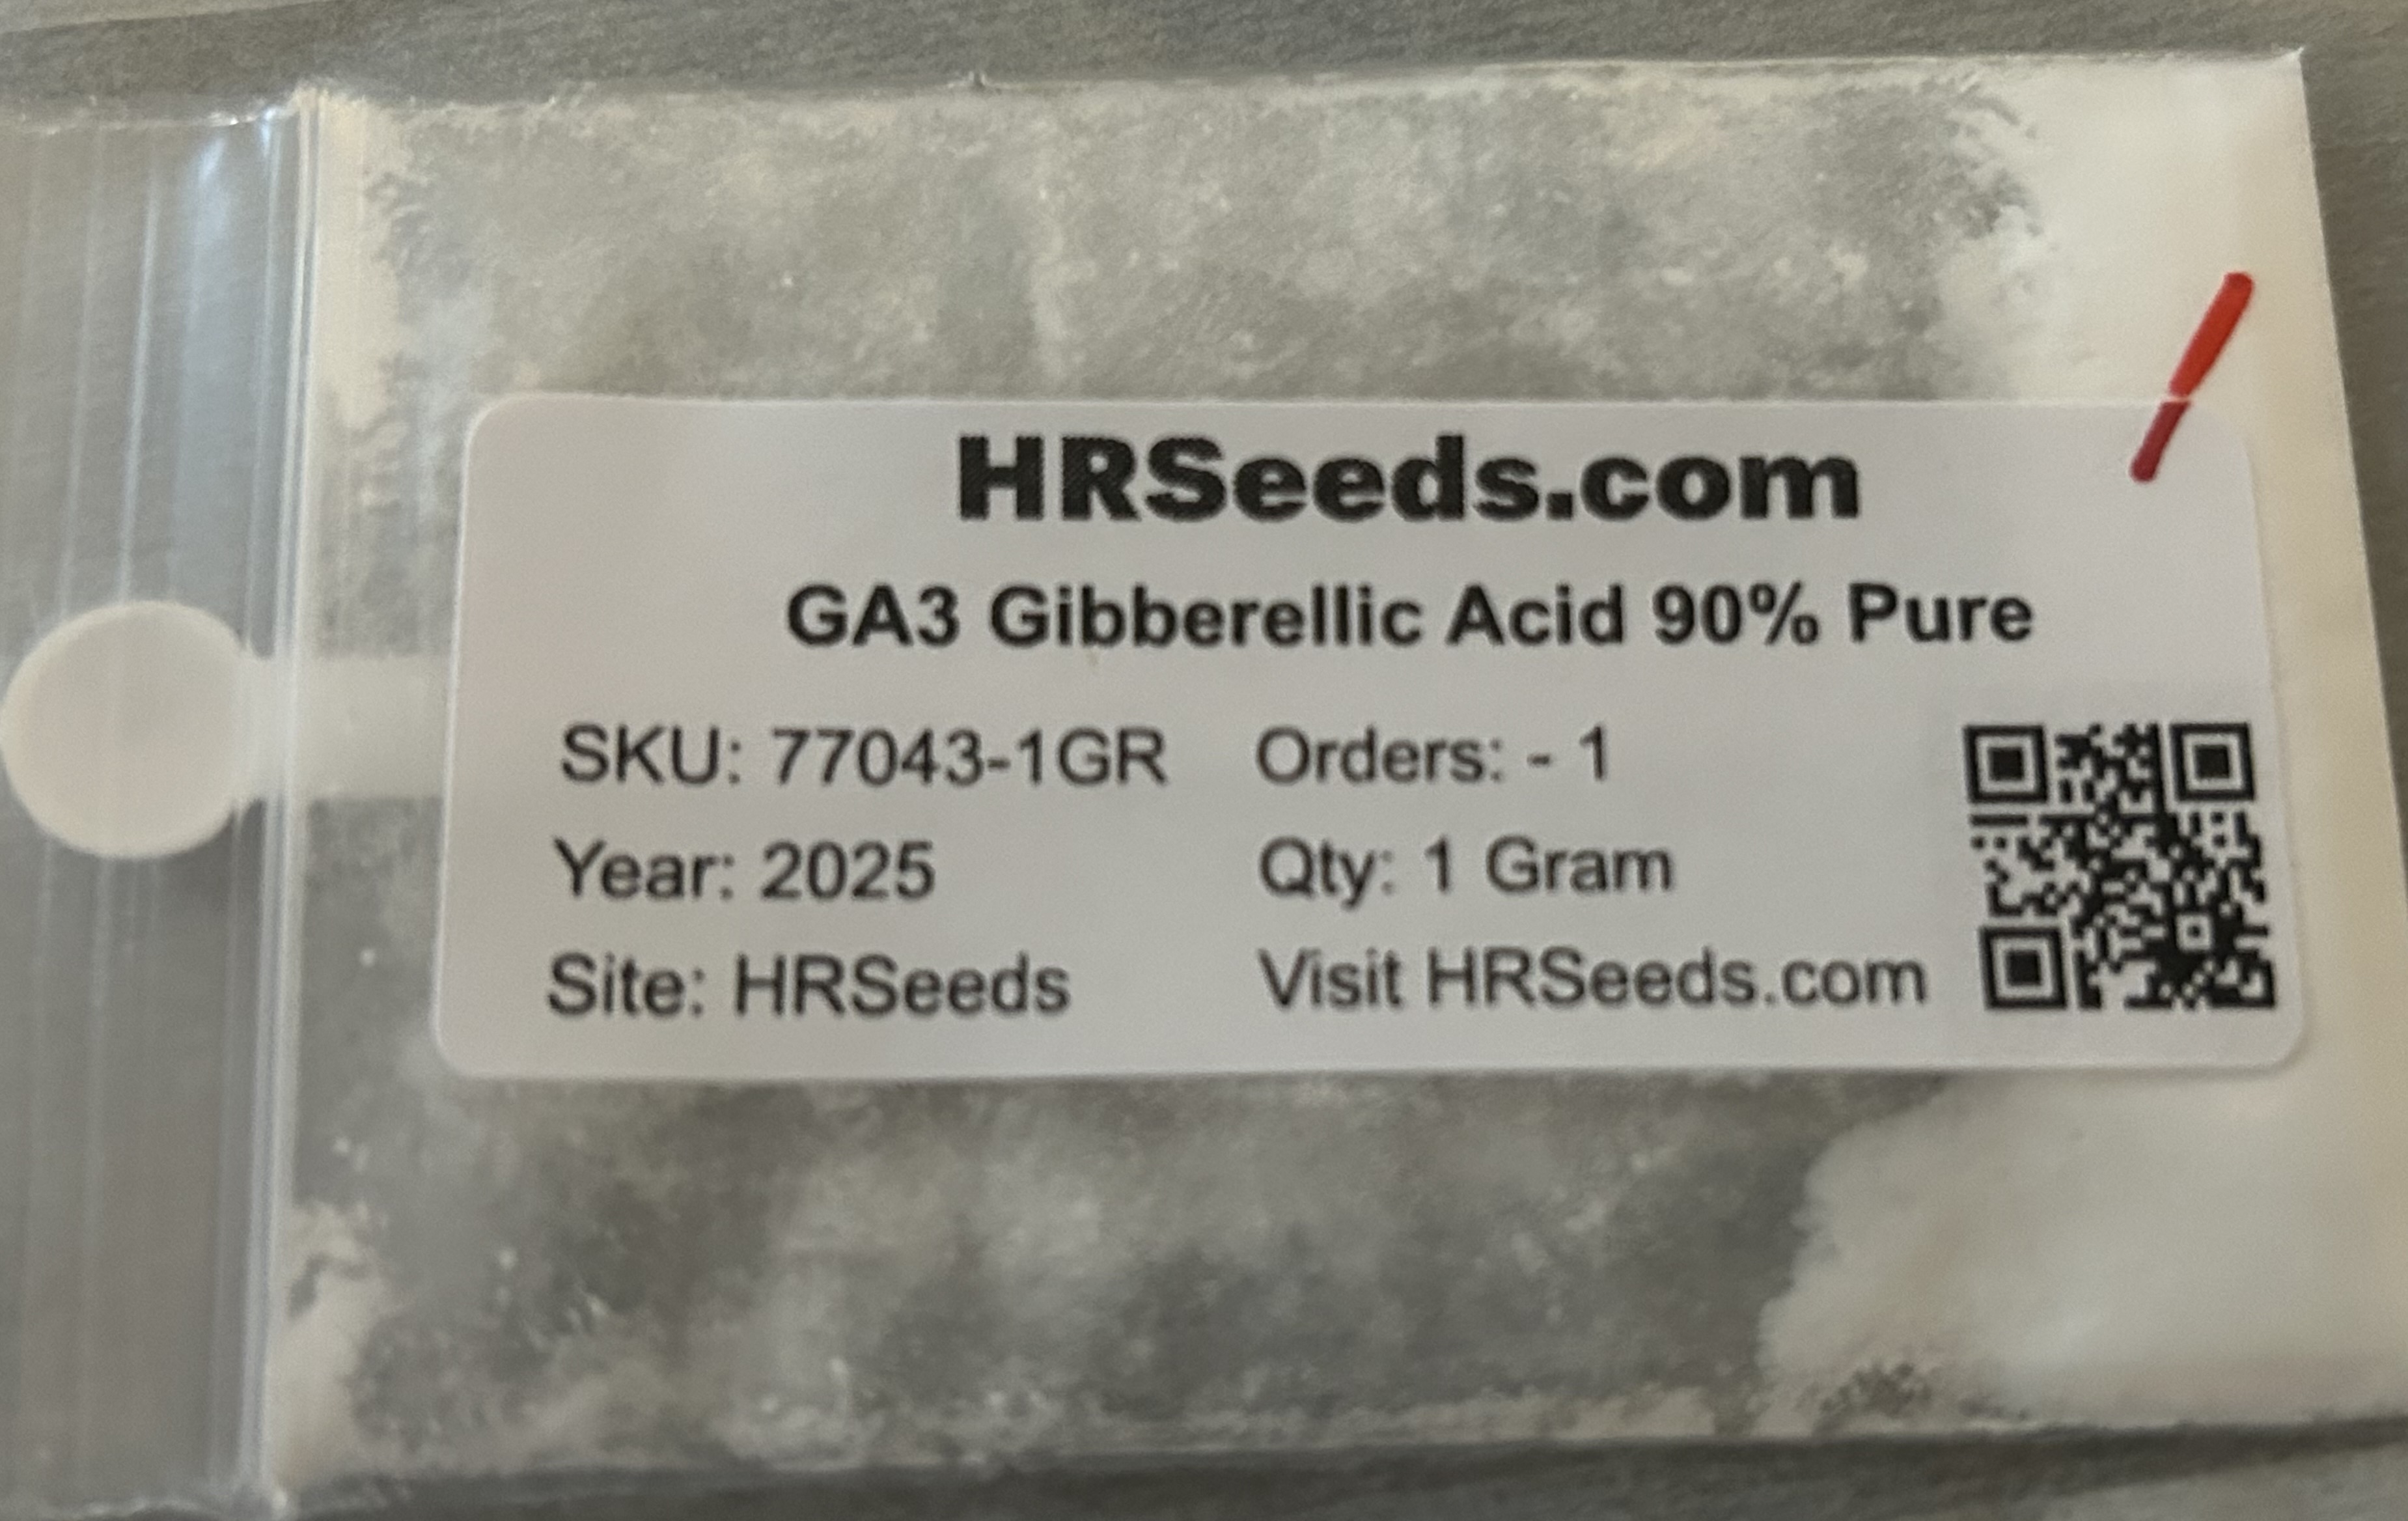 HRSeeds.com
GA3 Gibberellic Acid 90% Pure
SKU: 77043-1GR Orders: - 1
Year: 2025 Qty: 1 Gram
Site: HRSeeds Visit HRSeeds.com